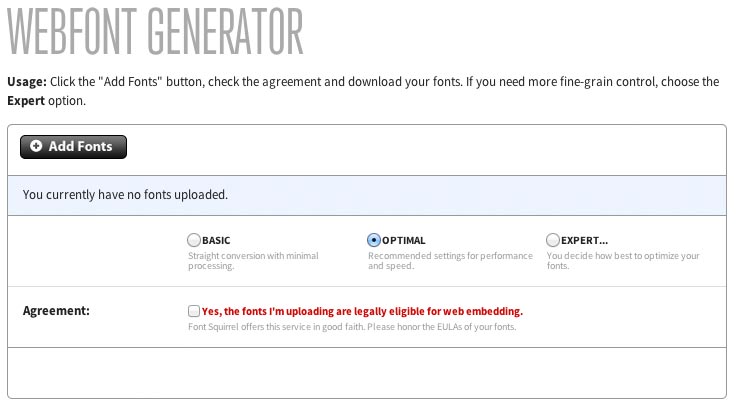 WEBFONT GENERATOR
Usage: Click the "Add Fonts" button, check the agreement and download your fonts. If you need more fine-grain control, choose the
Expert option.
Add Fonts
You currently have no fonts uploaded.
BASIC
Straight conversion with minimal
processing.
OPTIMAL
Recommended settings for performance
and speed.
EXPERT...
You decide how best to optimize your
fonts.
Agreement:
Yes, the fonts I'm uploading are legally eligible for web embedding.
Font Squirrel offers this service in good faith. Please honor the EULAs of your fonts.